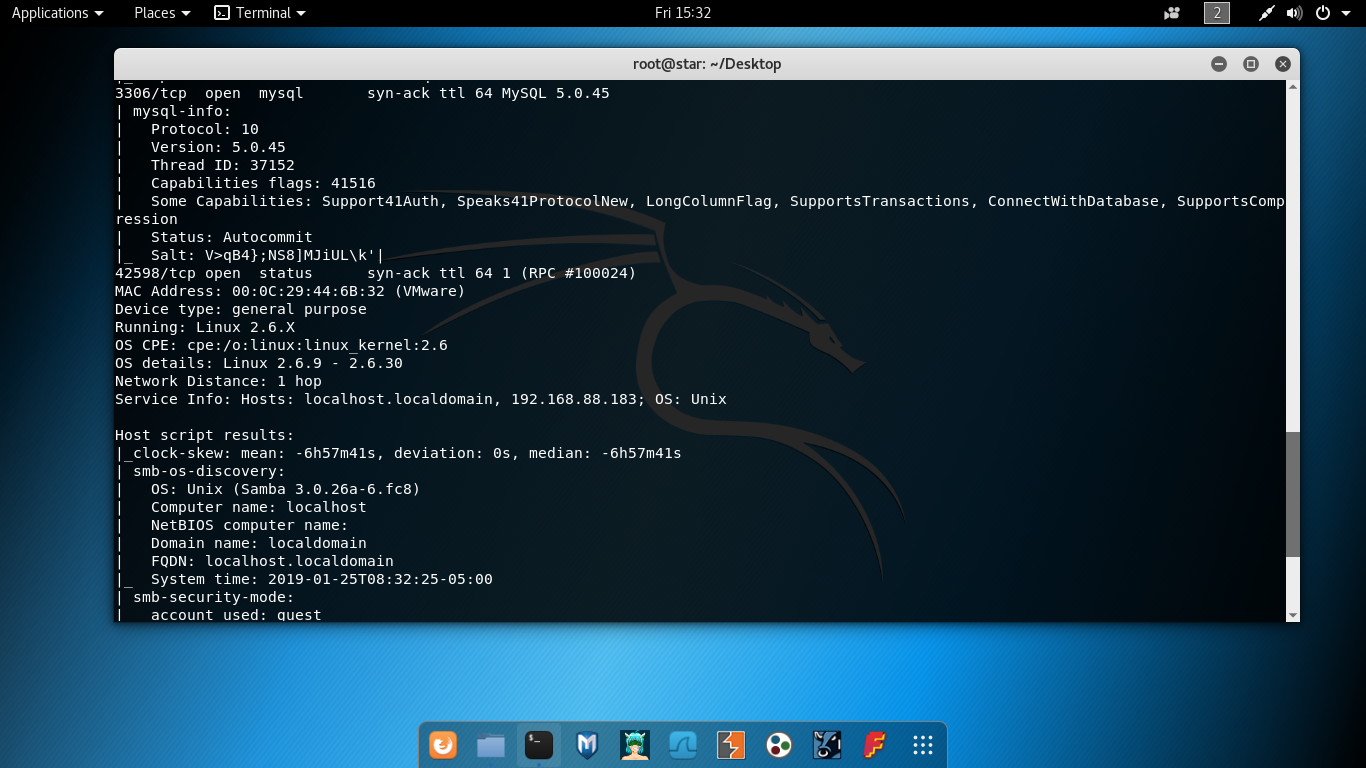 Applications Places Terminal Fri 15:32 2
root@star: ~/Desktop
3306/tcp  open  mysql       syn-ack ttl 64 MySQL 5.0.45
| mysql-info:
|   Protocol: 10
|   Version: 5.0.45
|   Thread ID: 37152
|   Capabilities flags: 41516
|   Some Capabilities: Support41Auth, Speaks41ProtocolNew, LongColumnFlag, SupportsTransactions, ConnectWithDatabase, SupportsComp
ression
|   Status: Autocommit
|_  Salt: V>qB4};NS8]MJiUL\k'|
42598/tcp open  status      syn-ack ttl 64 1 (RPC #100024)
MAC Address: 00:0C:29:44:6B:32 (VMware)
Device type: general purpose
Running: Linux 2.6.X
OS CPE: cpe:/o:linux:linux_kernel:2.6
OS details: Linux 2.6.9 - 2.6.30
Network Distance: 1 hop
Service Info: Hosts: localhost.localdomain, 192.168.88.183; OS: Unix
Host script results:
|_clock-skew: mean: -6h57m41s, deviation: 0s, median: -6h57m41s
| smb-os-discovery:
|   OS: Unix (Samba 3.0.26a-6.fc8)
|   Computer name: localhost
|   NetBIOS computer name:
|   Domain name: localdomain
|   FQDN: localhost.localdomain
|_  System time: 2019-01-25T08:32:25-05:00
| smb-security-mode:
|   account used: guest